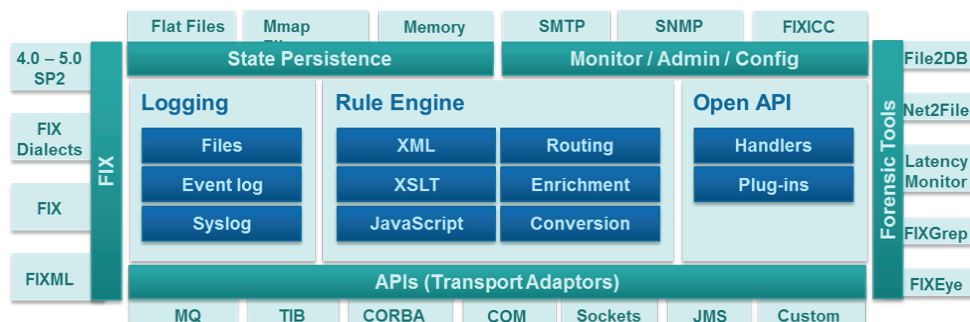 Flat Files
Mmap
Memory
SMTP
SNMP
FIXICC
State Persistence
Monitor / Admin / Config
4.0 – 5.0
SP2
FIX
Dialects
FIX
FIXML
FIX
Logging
Files
Event log
Syslog
Rule Engine
XML
Routing
XSLT
Enrichment
JavaScript
Conversion
Open API
Handlers
Plug-ins
Forensic Tools
File2DB
Net2File
Latency
Monitor
FIXGrep
FIXEye
APIs (Transport Adaptors)
MQ
TIB
CORBA
COM
Sockets
JMS
Custom